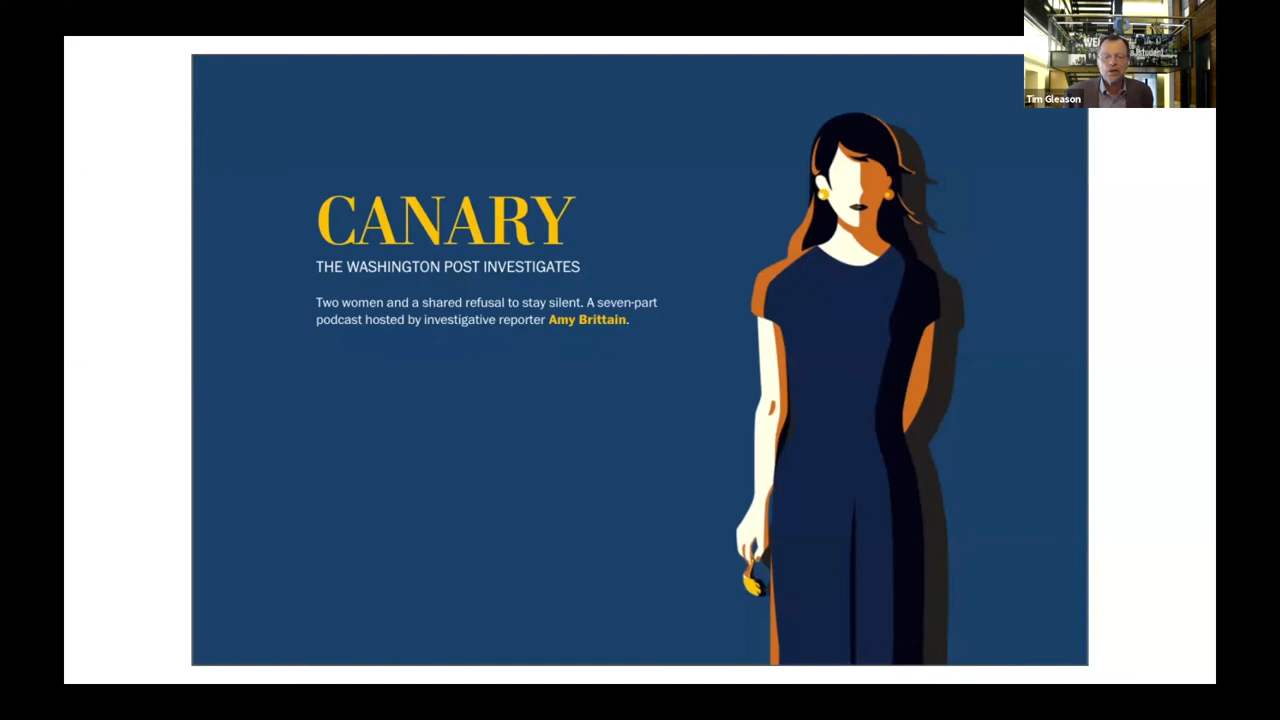 CANARY
THE WASHINGTON POST INVESTIGATES
Two women and a shared refusal to stay silent. A seven-part
podcast hosted by investigative reporter Amy Brittain.
Tim Gleason